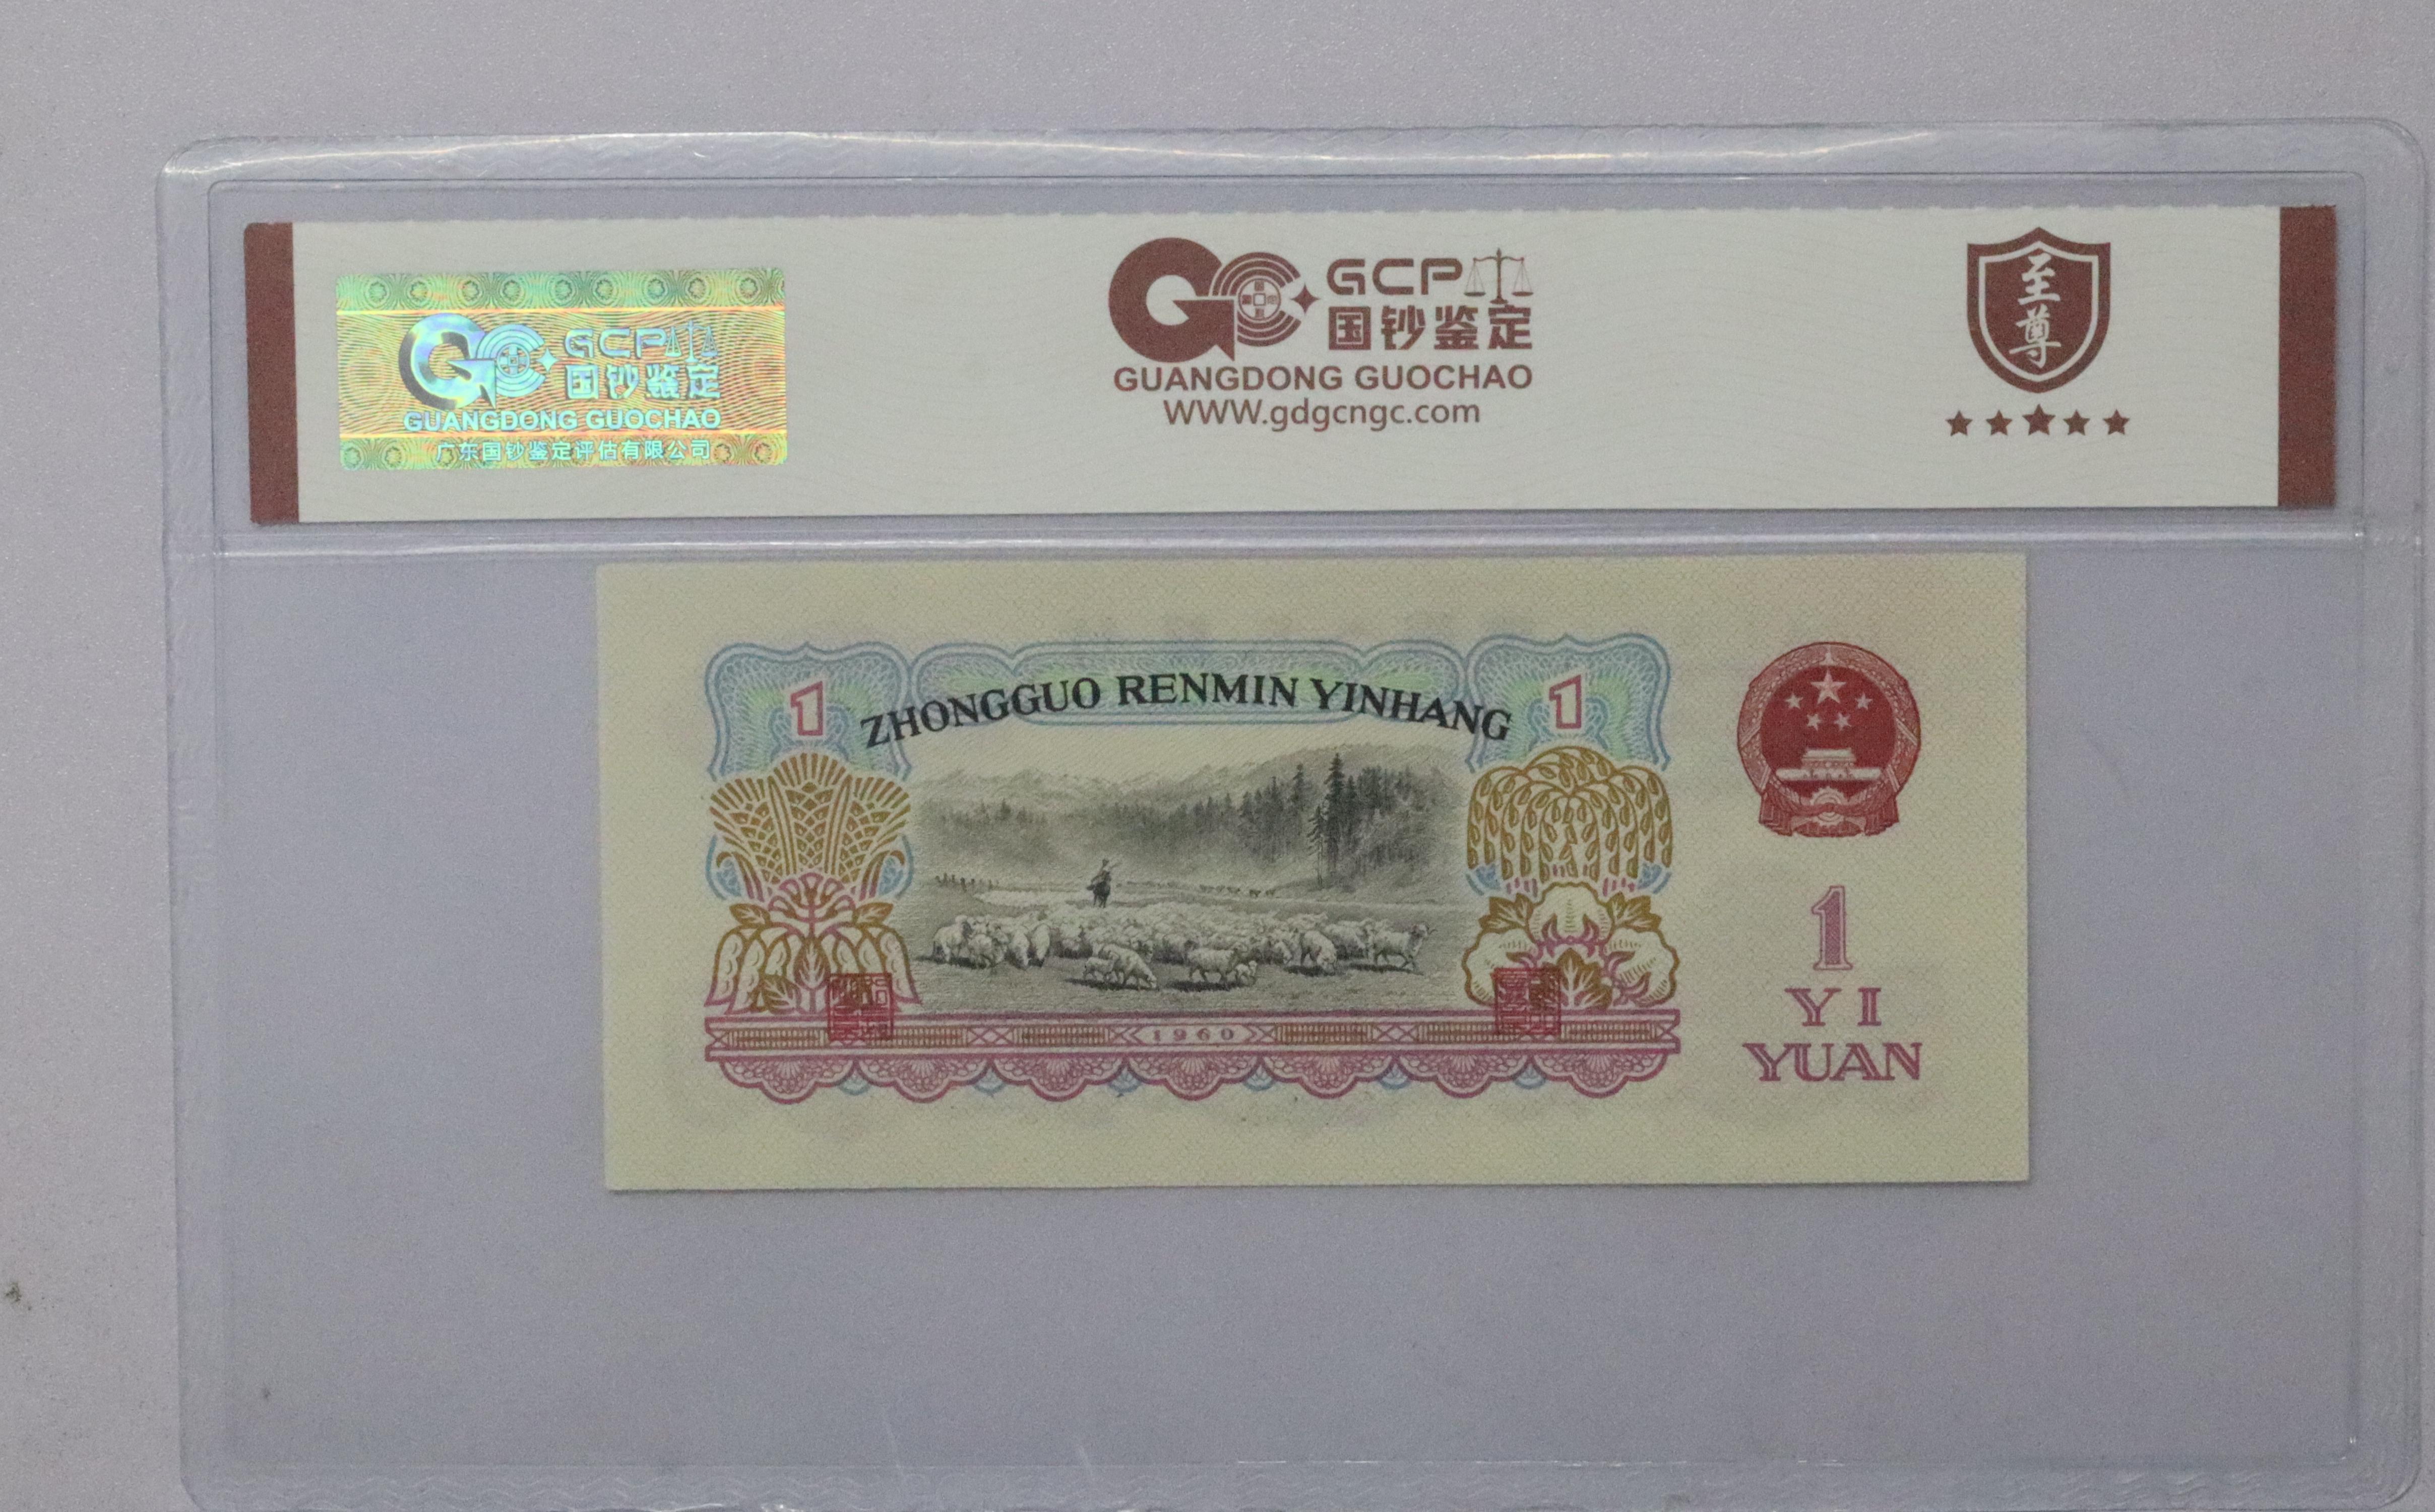 GCP
国钞鉴定
GUANGDONG GUOCHAO
广东国钞鉴定评估有限公司
GCP
国钞鉴定
GUANGDONG GUOCHAO
WWW.gdgcngc.com
至尊
1
ZHONGGUO RENMIN YINHANG
1
1960
1
YI
YUAN